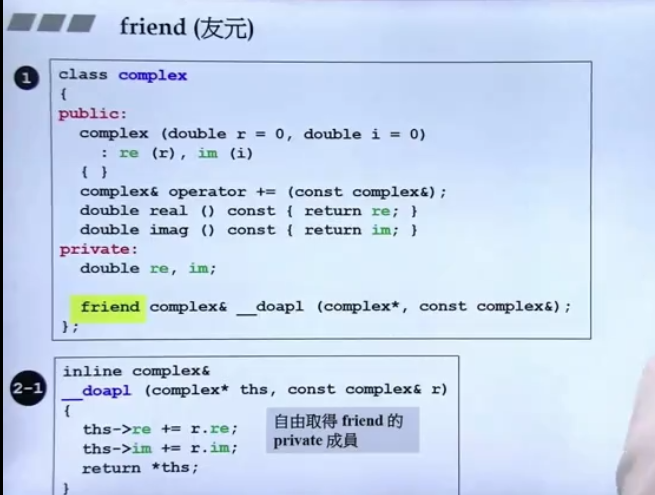 friend (友元)
1
class complex
{
public:
  complex (double r = 0, double i = 0)
    : re (r), im (i)
  { }
  complex& operator += (const complex&);
  double real () const { return re; }
  double imag () const { return im; }
private:
  double re, im;
  friend complex& __doapl (complex*, const complex&);
};
2-1
inline complex&
__doapl (complex* ths, const complex& r)
{
  ths->re += r.re;
  ths->im += r.im;
  return *ths;
}
自由取得 friend 的
private 成員